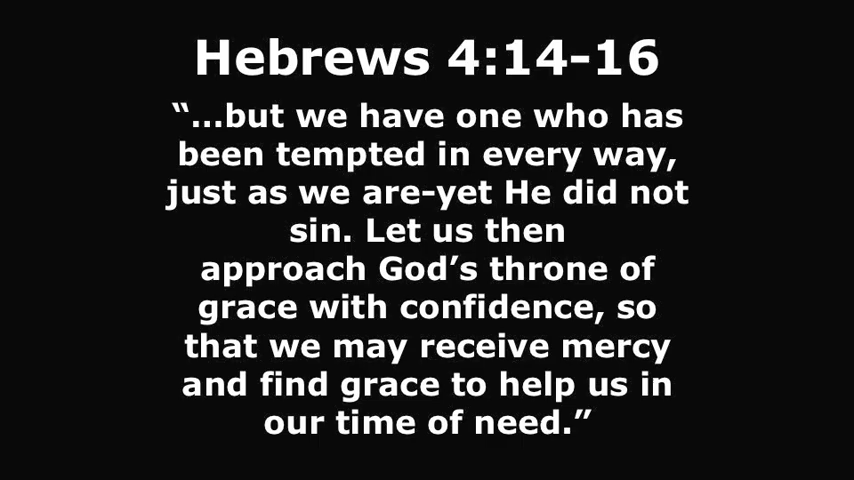 Hebrews 4:14-16
“...but we have one who has
been tempted in every way,
just as we are-yet He did not
sin. Let us then
approach God’s throne of
grace with confidence, so
that we may receive mercy
and find grace to help us in
our time of need.”